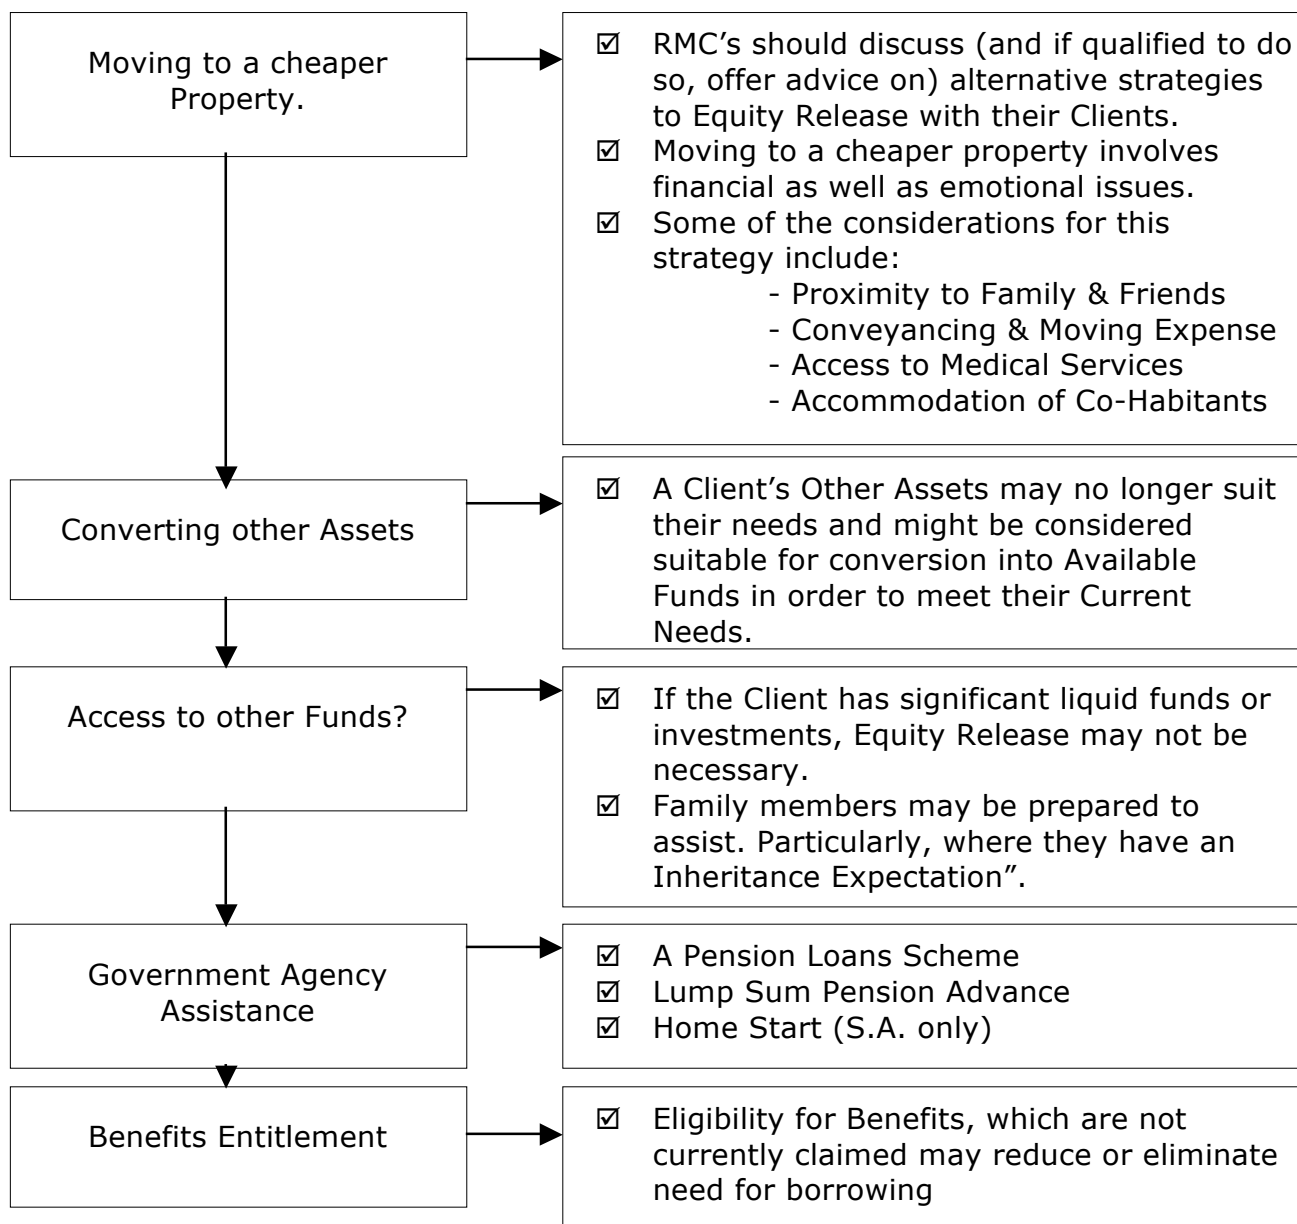 Moving to a cheaper
Property.
☑ RMC’s should discuss (and if qualified to do
so, offer advice on) alternative strategies
to Equity Release with their Clients.
☑ Moving to a cheaper property involves
financial as well as emotional issues.
☑ Some of the considerations for this
strategy include:
- Proximity to Family & Friends
- Conveyancing & Moving Expense
- Access to Medical Services
- Accommodation of Co-Habitants
Converting other Assets
☑ A Client’s Other Assets may no longer suit
their needs and might be considered
suitable for conversion into Available
Funds in order to meet their Current
Needs.
Access to other Funds?
☑ If the Client has significant liquid funds or
investments, Equity Release may not be
necessary.
☑ Family members may be prepared to
assist. Particularly, where they have an
Inheritance Expectation”.
Government Agency
Assistance
☑ A Pension Loans Scheme
☑ Lump Sum Pension Advance
☑ Home Start (S.A. only)
Benefits Entitlement
☑ Eligibility for Benefits, which are not
currently claimed may reduce or eliminate
need for borrowing